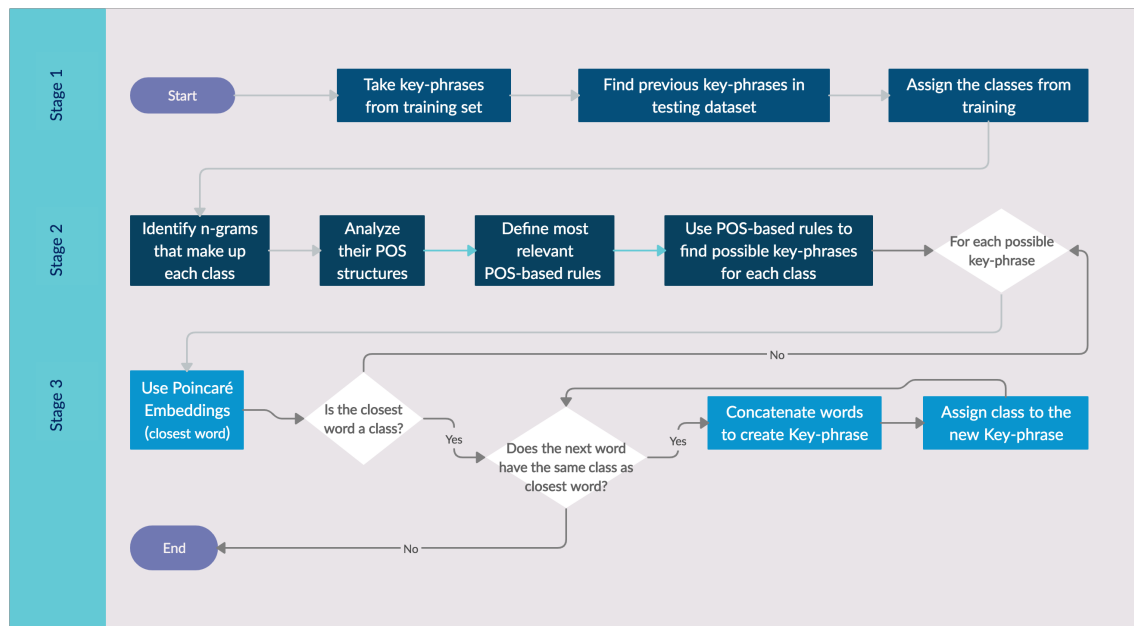 Stage 1
Start
Take key-phrases
from training set
Find previous key-phrases in
testing dataset
Assign the classes from
training
Stage 2
Identify n-grams
that make up
each class
Analyze
their POS
structures
Define most
relevant
POS-based rules
Use POS-based rules to
find possible key-phrases
for each class
For each possible
key-phrase
No
Stage 3
Use Poincaré
Embeddings
(closest word)
Is the closest
word a class?
Yes
Does the next word
have the same class as
closest word?
Yes
Concatenate words
to create Key-phrase
Assign class to the
new Key-phrase
End
No